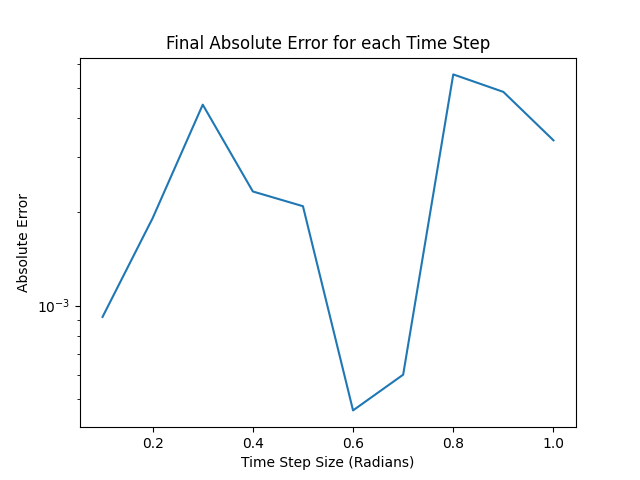 Final Absolute Error for each Time Step
Absolute Error
10⁻³
0.2 0.4 0.6 0.8 1.0
Time Step Size (Radians)